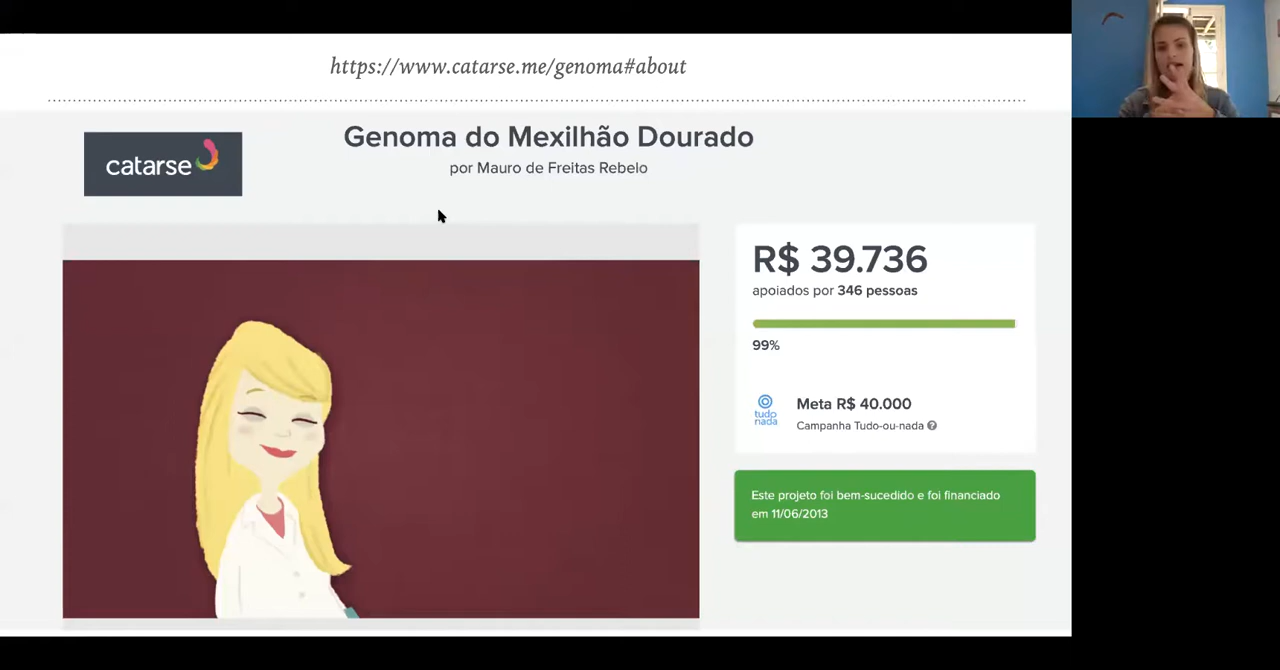 https://www.catarse.me/genoma#about
catarse
Genoma do Mexilhão Dourado
por Mauro de Freitas Rebelo
R$ 39.736
apoiados por 346 pessoas
99%
tudo
nada
Meta R$ 40.000
Campanha Tudo-ou-nada ?
Este projeto foi bem-sucedido e foi financiado
em 11/06/2013